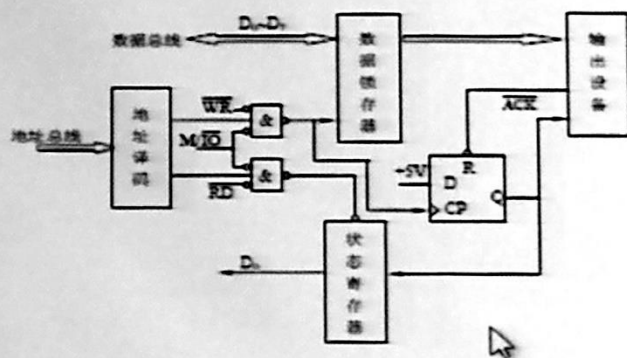 数据总线
D₀~D₇
数据锁存器
输出设备
地址总线
地址译码
WR
M/IO
RD
&
&
ACK
+5V
D
R
Q
CP
状态寄存器
D₀